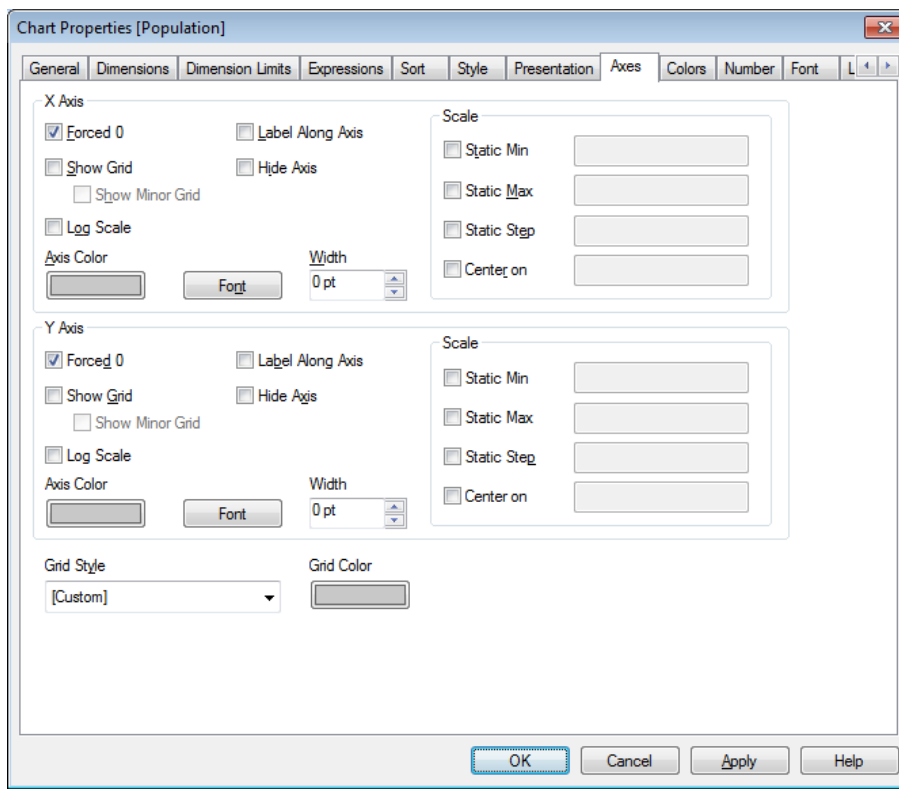 Chart Properties [Population]
General Dimensions Dimension Limits Expressions Sort Style Presentation Axes Colors Number Font L
X Axis
Forced 0
Label Along Axis
Show Grid
Hide Axis
Show Minor Grid
Log Scale
Axis Color
Font
Width
0 pt
Scale
Static Min
Static Max
Static Step
Center on
Y Axis
Forced 0
Label Along Axis
Show Grid
Hide Axis
Show Minor Grid
Log Scale
Axis Color
Font
Width
0 pt
Scale
Static Min
Static Max
Static Step
Center on
Grid Style
[Custom]
Grid Color
OK Cancel Apply Help